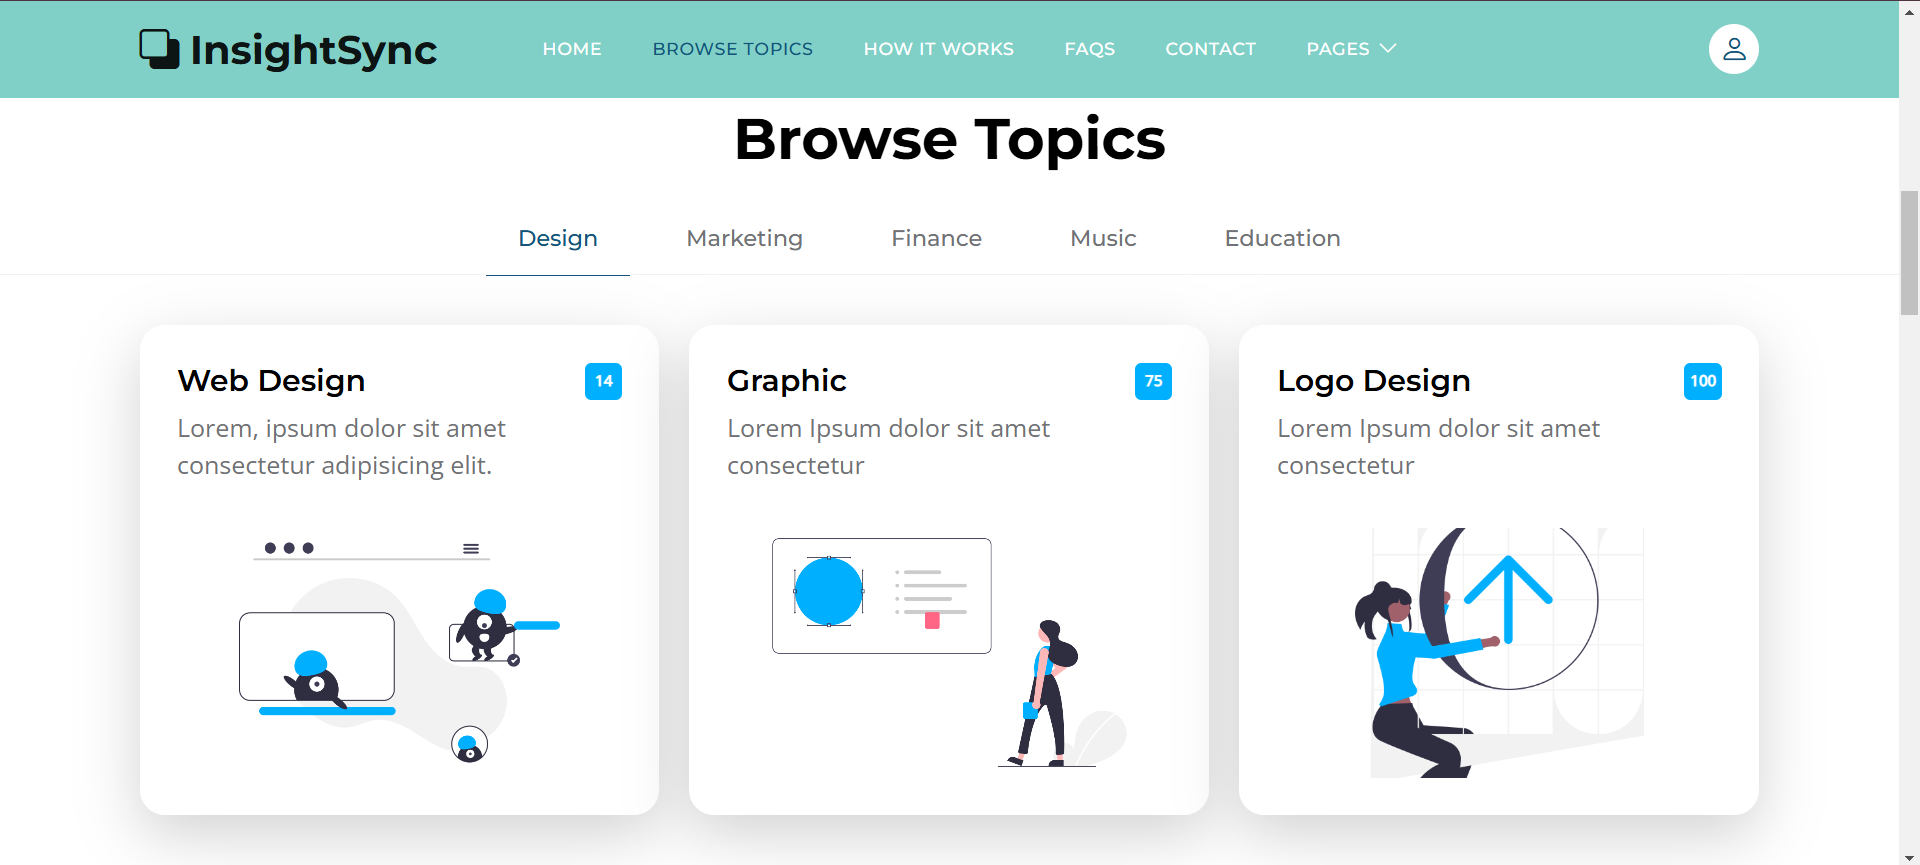 InsightSync
HOME BROWSE TOPICS HOW IT WORKS FAQS CONTACT PAGES
Browse Topics
Design Marketing Finance Music Education
Web Design 14
Lorem, ipsum dolor sit amet
consectetur adipisicing elit.
Graphic 75
Lorem Ipsum dolor sit amet
consectetur
Logo Design 100
Lorem Ipsum dolor sit amet
consectetur